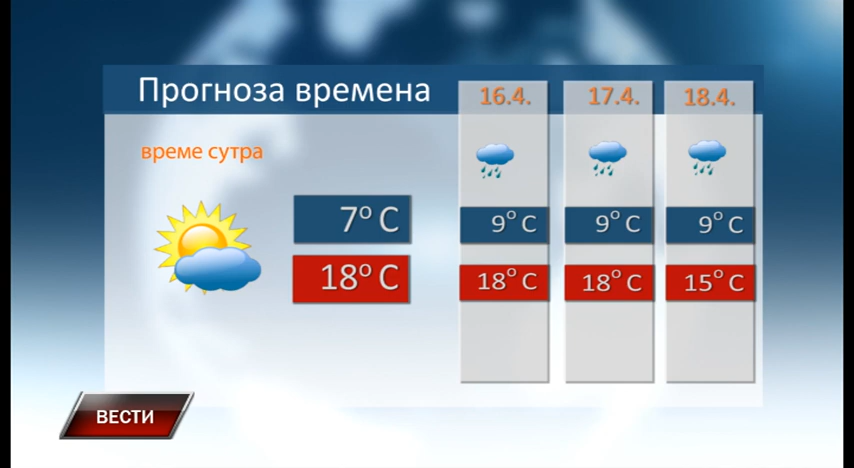 Прогноза времена
време сутра
7° C
18° C
16.4.
9° C
18° C
17.4.
9° C
18° C
18.4.
9° C
15° C
ВЕСТИ